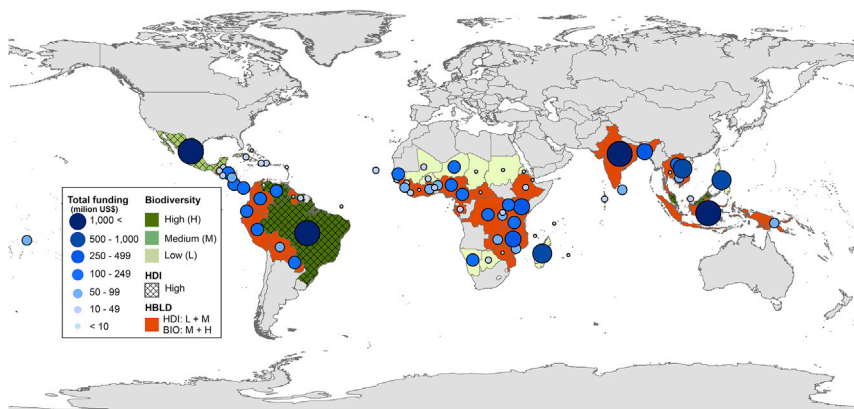 Total funding
(milion US$)
1,000 <
500 - 1,000
250 - 499
100 - 249
50 - 99
10 - 49
< 10
Biodiversity
High (H)
Medium (M)
Low (L)
HDI
High
HBLD
HDI: L + M
BIO: M + H